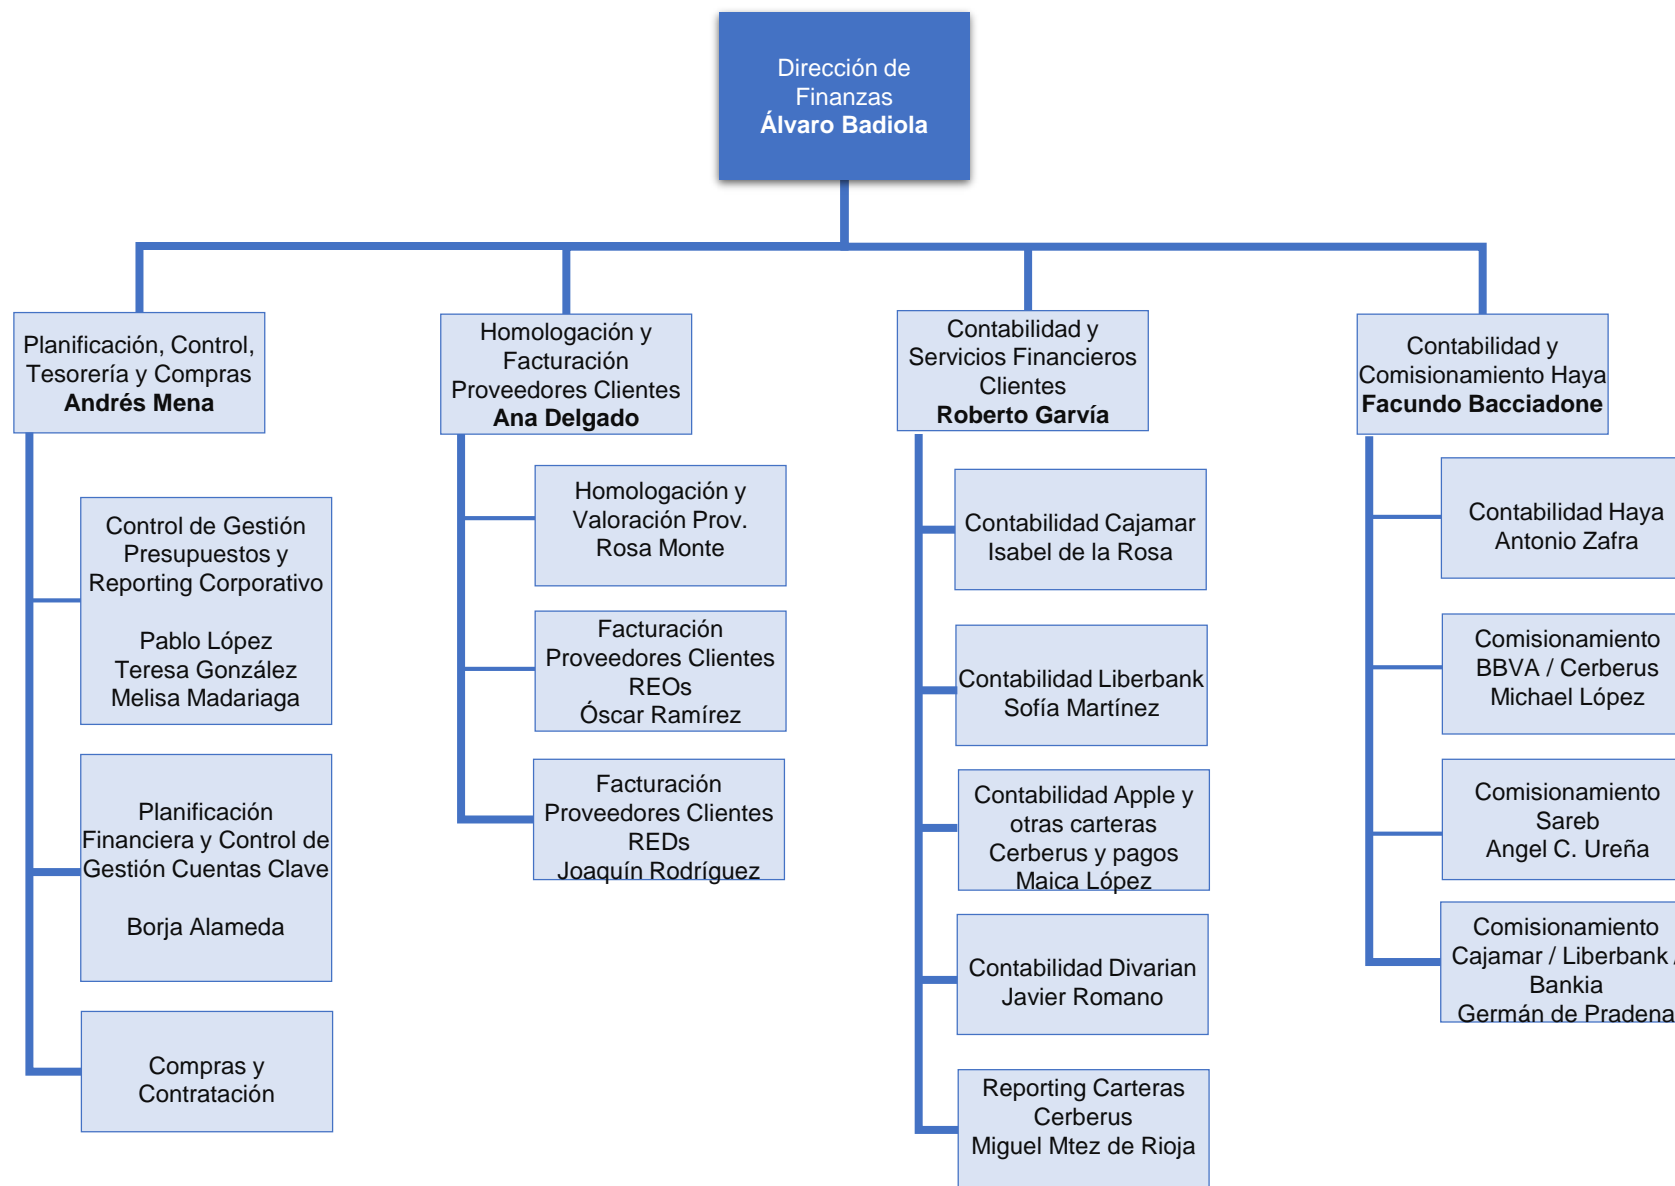 Dirección de
Finanzas
Álvaro Badiola
Planificación, Control,
Tesorería y Compras
Andrés Mena
Control de Gestión
Presupuestos y
Reporting Corporativo
Pablo López
Teresa González
Melisa Madariaga
Planificación
Financiera y Control de
Gestión Cuentas Clave
Borja Alameda
Compras y
Contratación
Homologación y
Facturación
Proveedores Clientes
Ana Delgado
Homologación y
Valoración Prov.
Rosa Monte
Facturación
Proveedores Clientes
REOs
Óscar Ramírez
Facturación
Proveedores Clientes
REDs
Joaquín Rodríguez
Contabilidad y
Servicios Financieros
Clientes
Roberto Garvía
Contabilidad Cajamar
Isabel de la Rosa
Contabilidad Liberbank
Sofía Martínez
Contabilidad Apple y
otras carteras
Cerberus y pagos
Maica López
Contabilidad Divarian
Javier Romano
Reporting Carteras
Cerberus
Miguel Mtez de Rioja
Contabilidad y
Comisionamiento Haya
Facundo Bacciadone
Contabilidad Haya
Antonio Zafra
Comisionamiento
BBVA / Cerberus
Michael López
Comisionamiento
Sareb
Angel C. Ureña
Comisionamiento
Cajamar / Liberbank /
Bankia
Germán de Pradena